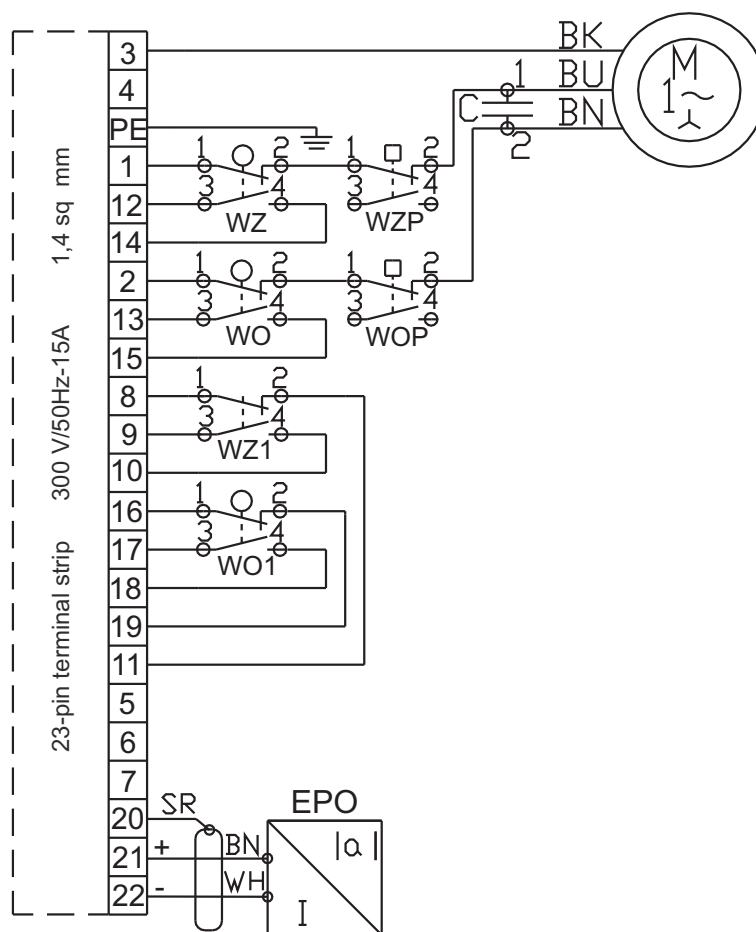 3 BK
1 BU
4 C M
1~
PE BN
2
1 1 2 1 2
12 3 4 3 4
WZ WZP
14
2 1 2 1 2
13 3 4 3 4
WO WOP
15
8 1 2
9 3 4
WZ1
10
16 1 2
17 3 4
WO1
18
19
11
5
6
7
20 SR EPO
21 + BN |a|
22 - WH
I
23-pin terminal strip 300 V/50Hz-15A 1,4 sq mm